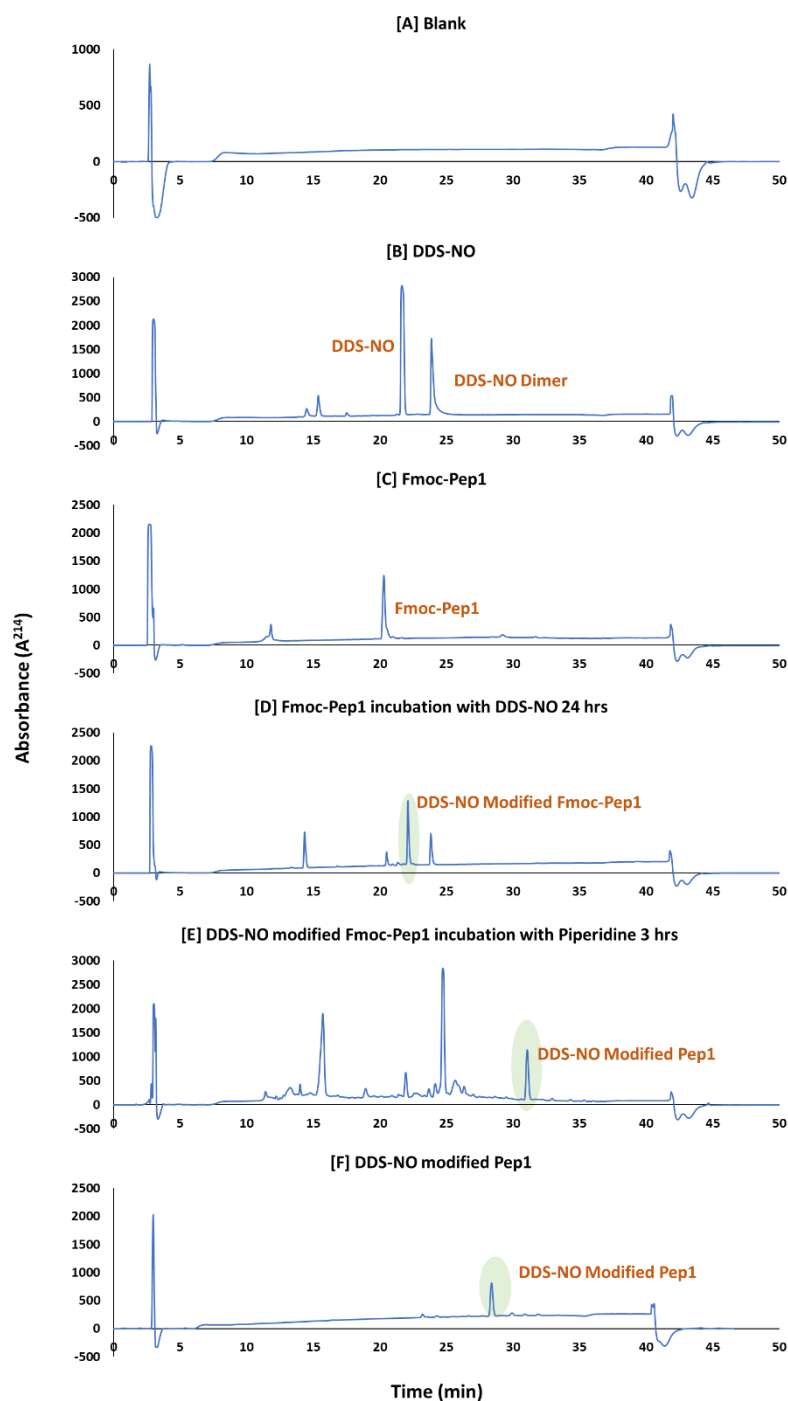 [A] Blank
1000
500
0
-500
0 5 10 15 20 25 30 35 40 45 50
[B] DDS-NO
3000
2500
2000
1500
1000
500
0
-500
DDS-NO
DDS-NO Dimer
0 5 10 15 20 25 30 35 40 45 50
[C] Fmoc-Pep1
2500
2000
1500
1000
500
0
-500
Fmoc-Pep1
0 5 10 15 20 25 30 35 40 45 50
Absorbance (A²¹⁴)
[D] Fmoc-Pep1 incubation with DDS-NO 24 hrs
2500
2000
1500
1000
500
0
-500
DDS-NO Modified Fmoc-Pep1
0 5 10 15 20 25 30 35 40 45 50
[E] DDS-NO modified Fmoc-Pep1 incubation with Piperidine 3 hrs
3000
2500
2000
1500
1000
500
0
-500
DDS-NO Modified Pep1
0 5 10 15 20 25 30 35 40 45 50
[F] DDS-NO modified Pep1
2500
2000
1500
1000
500
0
-500
DDS-NO Modified Pep1
0 5 10 15 20 25 30 35 40 45 50
Time (min)